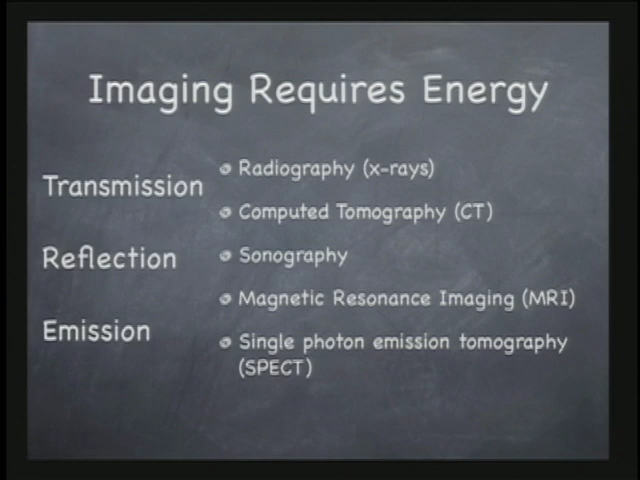 Imaging Requires Energy
Transmission
Reflection
Emission
Radiography (x-rays)
Computed Tomography (CT)
Sonography
Magnetic Resonance Imaging (MRI)
Single photon emission tomography
(SPECT)